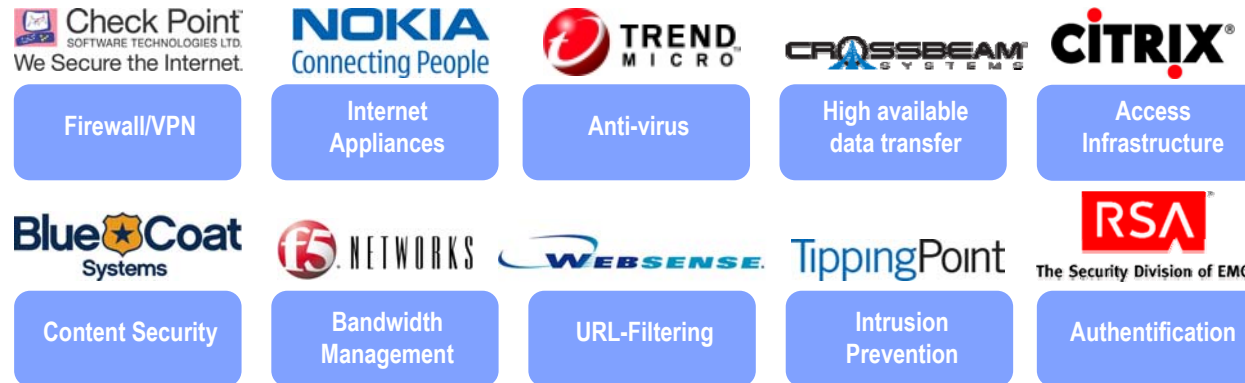 Check Point
SOFTWARE TECHNOLOGIES LTD.
We Secure the Internet.
NOKIA
Connecting People
TREND
MICRO
CROSSBEAM
SYSTEMS
CITRIX®
Firewall/VPN
Internet
Appliances
Anti-virus
High available
data transfer
Access
Infrastructure
Blue Coat
Systems
f5 NETWORKS
WEBSENSE.
TippingPoint
RSA
The Security Division of EMC
Content Security
Bandwidth
Management
URL-Filtering
Intrusion
Prevention
Authentification